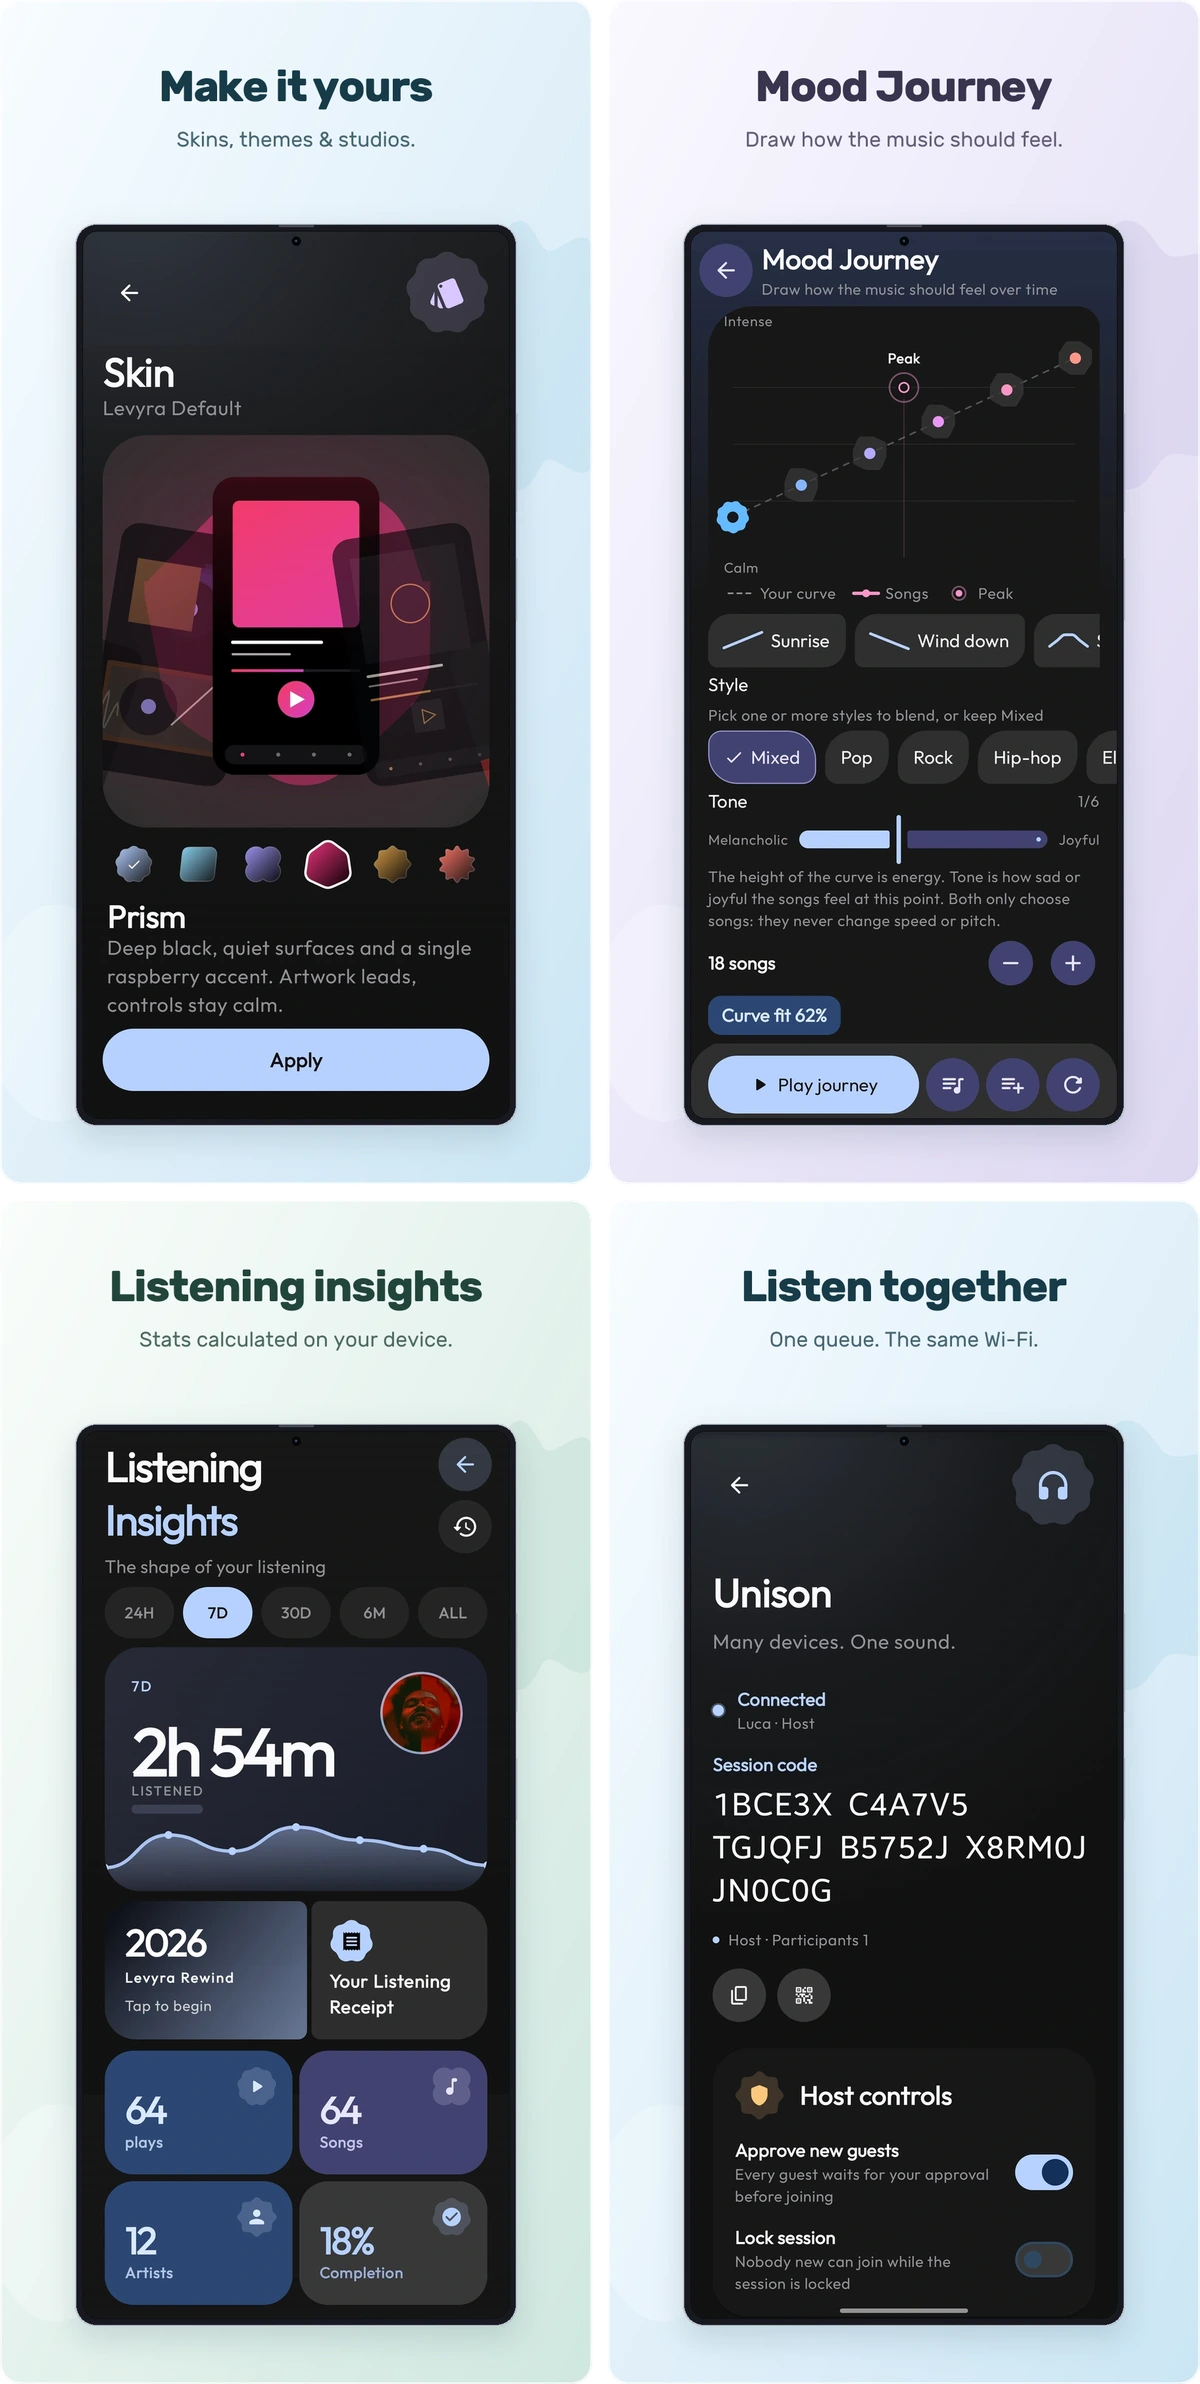 Make it yours
Skins, themes & studios.
Skin
Levyra Default
Prism
Deep black, quiet surfaces and a single
raspberry accent. Artwork leads,
controls stay calm.
Apply
Mood Journey
Draw how the music should feel.
Mood Journey
Draw how the music should feel over time
Intense
Peak
Calm
Your curve
Songs
Peak
Sunrise
Wind down
Style
Pick one or more styles to blend, or keep Mixed
Mixed
Pop
Rock
Hip-hop
El
Tone
1/6
Melancholic
Joyful
The height of the curve is energy. Tone is how sad or
joyful the songs feel at this point. Both only choose
songs: they never change speed or pitch.
18 songs
Curve fit 62%
Play journey
Listening insights
Stats calculated on your device.
Listening
Insights
The shape of your listening
24H
7D
30D
6M
ALL
7D
2h 54m
LISTENED
2026
Levyra Rewind
Tap to begin
Your Listening
Receipt
64
plays
64
Songs
12
Artists
18%
Completion
Listen together
One queue. The same Wi-Fi.
Unison
Many devices. One sound.
Connected
Luca · Host
Session code
1BCE3X C4A7V5
TGJQFJ B5752J X8RM0J
JN0C0G
Host · Participants 1
Host controls
Approve new guests
Every guest waits for your approval
before joining
Lock session
Nobody new can join while the
session is locked